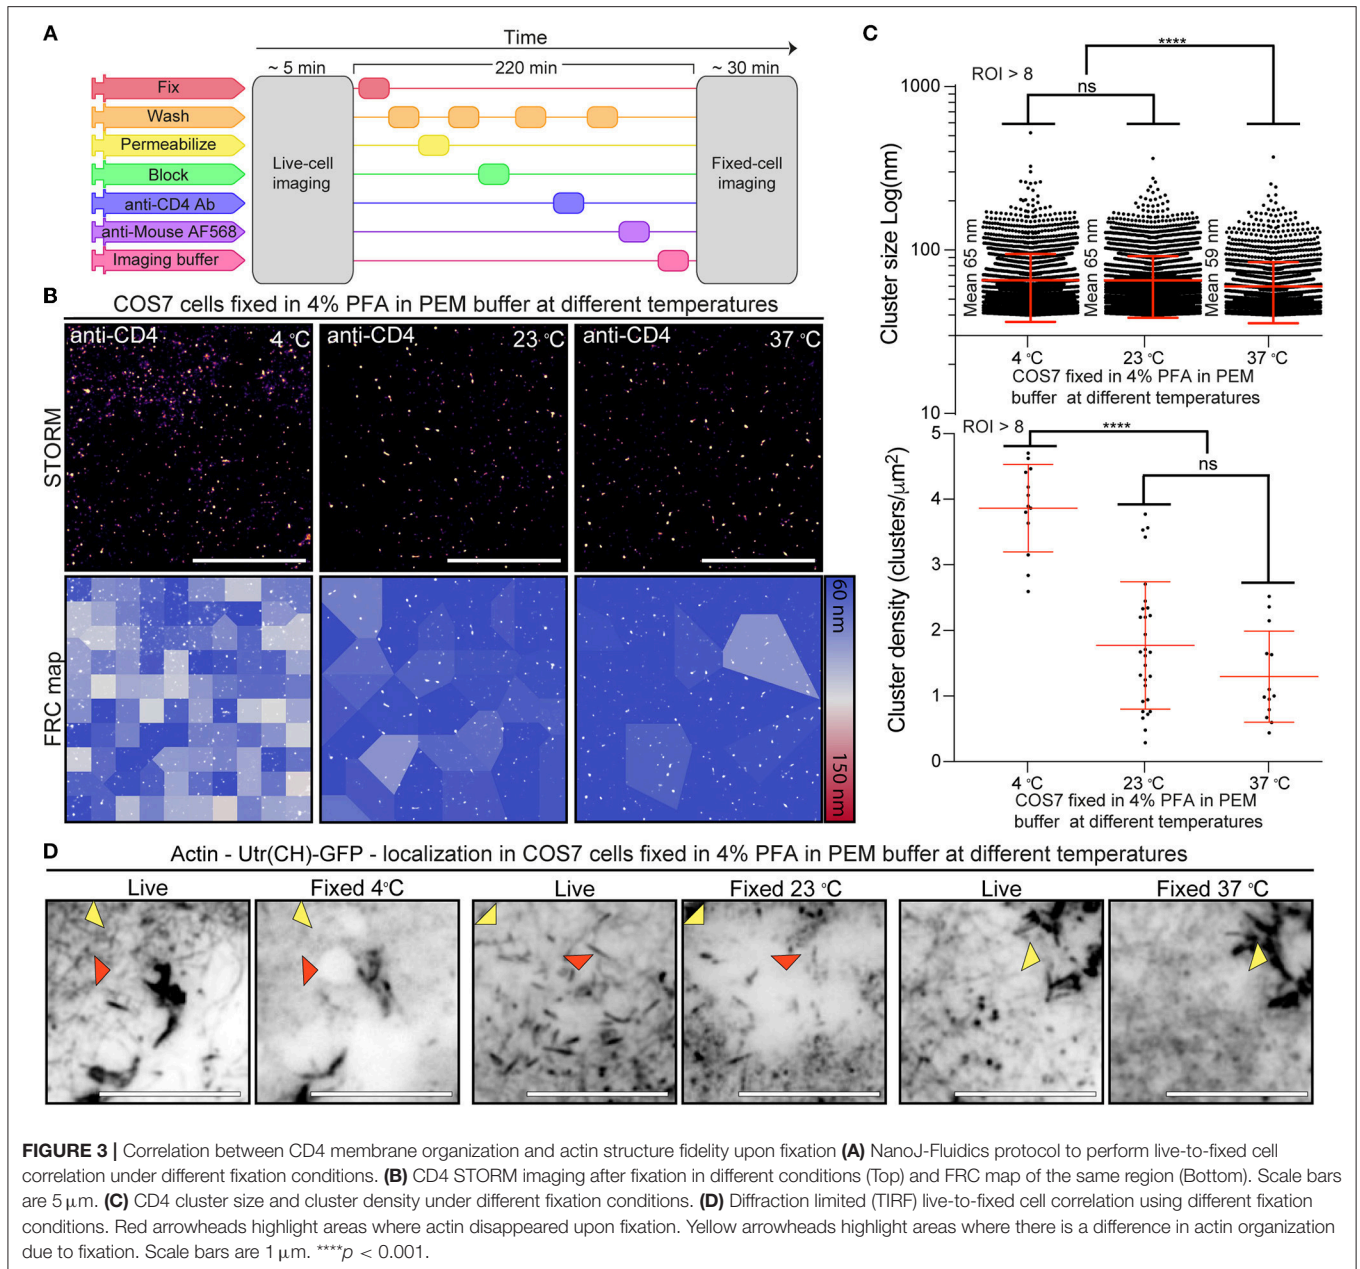 A
Time
~ 5 min
220 min
~ 30 min
Fix
Wash
Permeabilize
Block
anti-CD4 Ab
anti-Mouse AF568
Imaging buffer
Live-cell
imaging
Fixed-cell
imaging
B
COS7 cells fixed in 4% PFA in PEM buffer at different temperatures
STORM
anti-CD4
4 °C
anti-CD4
23 °C
anti-CD4
37 °C
FRC map
60 nm
150 nm
C
****
ROI > 8
ns
1000
100
10
Cluster size Log(nm)
Mean 65 nm
Mean 65 nm
Mean 59 nm
4 °C
23 °C
37 °C
COS7 fixed in 4% PFA in PEM
buffer at different temperatures
ROI > 8
****
ns
5
4
3
2
1
0
Cluster density (clusters/μm²)
4 °C
23 °C
37 °C
COS7 fixed in 4% PFA in PEM
buffer at different temperatures
D
Actin - Utr(CH)-GFP - localization in COS7 cells fixed in 4% PFA in PEM buffer at different temperatures
Live
Fixed 4°C
Live
Fixed 23 °C
Live
Fixed 37 °C
FIGURE 3 | Correlation between CD4 membrane organization and actin structure fidelity upon fixation (A) NanoJ-Fluidics protocol to perform live-to-fixed cell
correlation under different fixation conditions. (B) CD4 STORM imaging after fixation in different conditions (Top) and FRC map of the same region (Bottom). Scale bars
are 5 μm. (C) CD4 cluster size and cluster density under different fixation conditions. (D) Diffraction limited (TIRF) live-to-fixed cell correlation using different fixation
conditions. Red arrowheads highlight areas where actin disappeared upon fixation. Yellow arrowheads highlight areas where there is a difference in actin organization
due to fixation. Scale bars are 1 μm. ****p < 0.001.